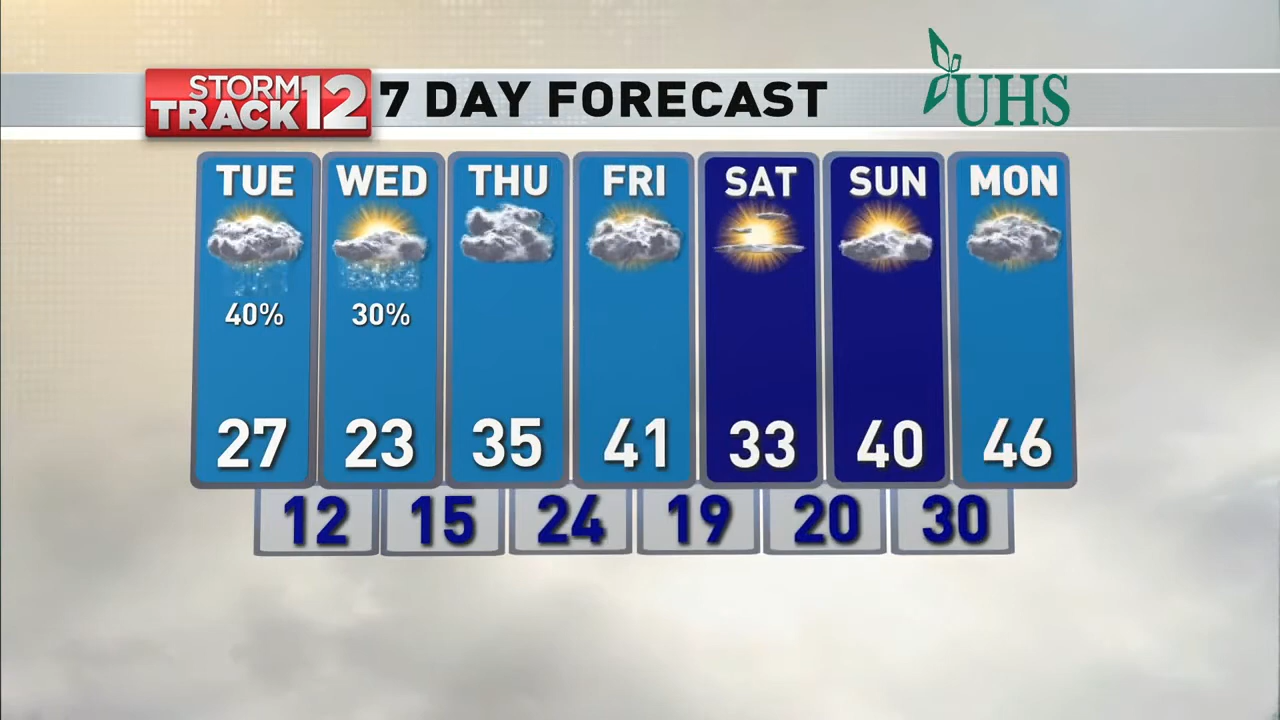 STORM
TRACK 12
7 DAY FORECAST
UHS
TUE WED THU FRI SAT SUN MON
40% 30%
27 23 35 41 33 40 46
12 15 24 19 20 30